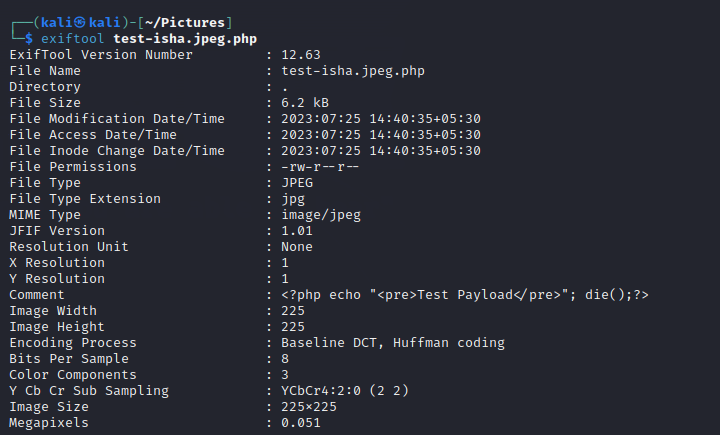 ┌──(kali㉿kali)-[~/Pictures]
└─$ exiftool test-isha.jpeg.php
ExifTool Version Number         : 12.63
File Name                       : test-isha.jpeg.php
Directory                       : .
File Size                       : 6.2 kB
File Modification Date/Time     : 2023:07:25 14:40:35+05:30
File Access Date/Time           : 2023:07:25 14:40:35+05:30
File Inode Change Date/Time     : 2023:07:25 14:40:35+05:30
File Permissions                : -rw-r--r--
File Type                       : JPEG
File Type Extension             : jpg
MIME Type                       : image/jpeg
JFIF Version                    : 1.01
Resolution Unit                 : None
X Resolution                    : 1
Y Resolution                    : 1
Comment                         : <?php echo "<pre>Test Payload</pre>"; die();?>
Image Width                     : 225
Image Height                    : 225
Encoding Process                : Baseline DCT, Huffman coding
Bits Per Sample                 : 8
Color Components                : 3
Y Cb Cr Sub Sampling            : YCbCr4:2:0 (2 2)
Image Size                      : 225×225
Megapixels                      : 0.051